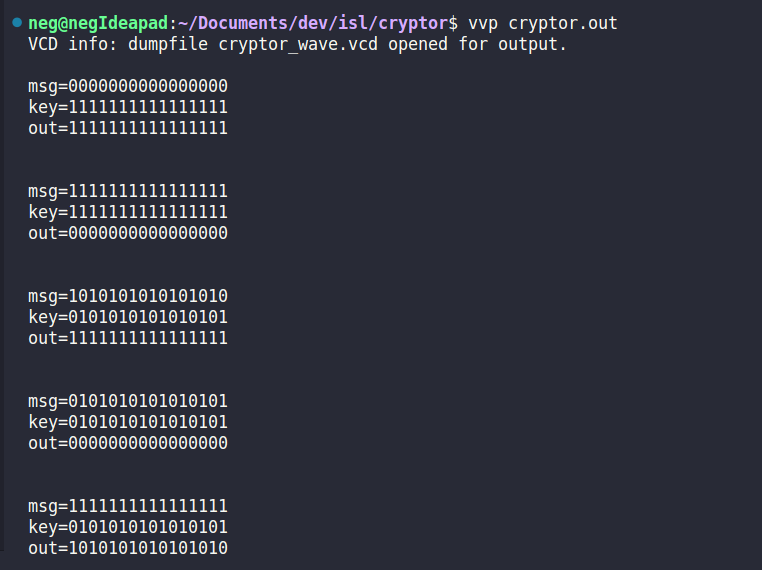 neg@negIdeapad:~/Documents/dev/isl/cryptor$ vvp cryptor.out
VCD info: dumpfile cryptor_wave.vcd opened for output.
msg=0000000000000000
key=1111111111111111
out=1111111111111111
msg=1111111111111111
key=1111111111111111
out=0000000000000000
msg=1010101010101010
key=0101010101010101
out=1111111111111111
msg=0101010101010101
key=0101010101010101
out=0000000000000000
msg=1111111111111111
key=0101010101010101
out=1010101010101010